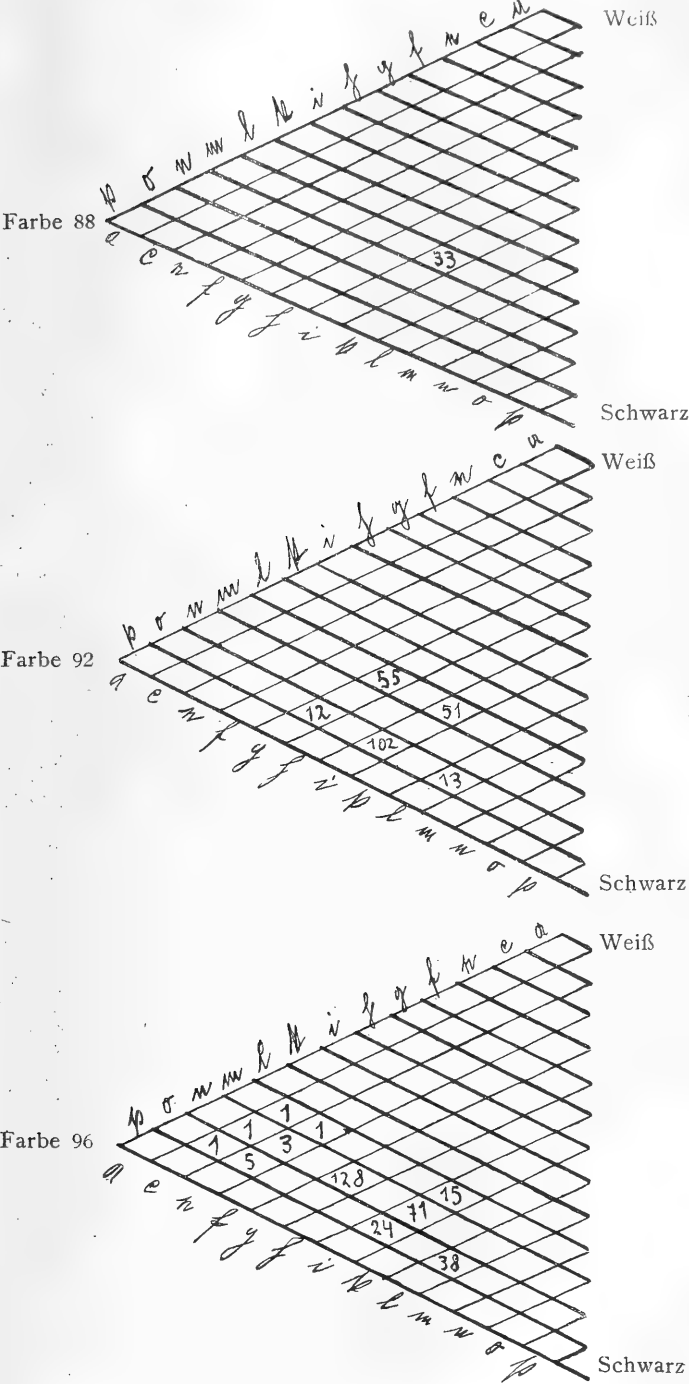 Weiß
p o n m l k i h g f n c a
Farbe 88
a c n f g h i k l m n o p
33
Schwarz
Weiß
p o n m l k i h g f n c a
Farbe 92
a c n f g h i k l m n o p
55
12 51
102
13
Schwarz
Weiß
p o n m l k i h g f n c a
Farbe 96
a c n f g h i k l m n o p
1
1 1
1 3
5
128
15
71
24
38
Schwarz